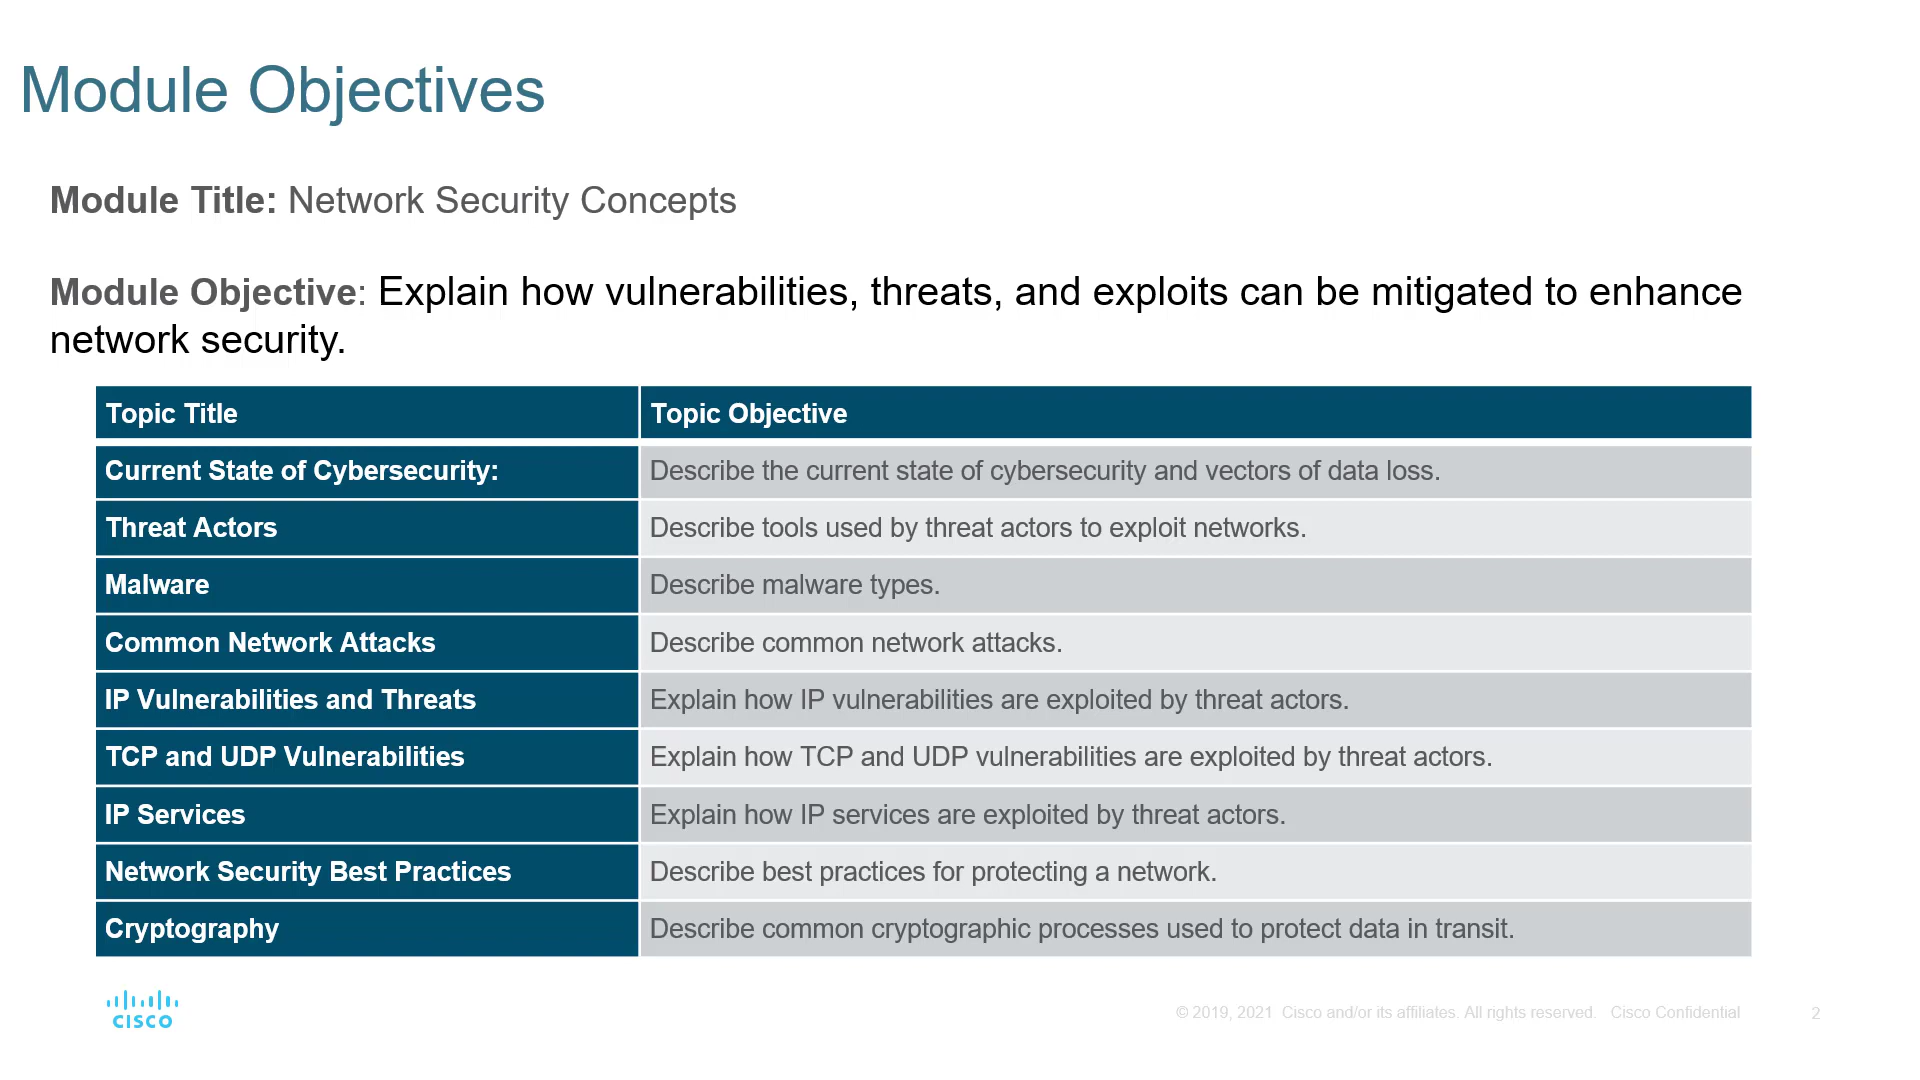 Module Objectives
Module Title: Network Security Concepts
Module Objective: Explain how vulnerabilities, threats, and exploits can be mitigated to enhance
network security.
Topic Title Topic Objective
Current State of Cybersecurity: Describe the current state of cybersecurity and vectors of data loss.
Threat Actors Describe tools used by threat actors to exploit networks.
Malware Describe malware types.
Common Network Attacks Describe common network attacks.
IP Vulnerabilities and Threats Explain how IP vulnerabilities are exploited by threat actors.
TCP and UDP Vulnerabilities Explain how TCP and UDP vulnerabilities are exploited by threat actors.
IP Services Explain how IP services are exploited by threat actors.
Network Security Best Practices Describe best practices for protecting a network.
Cryptography Describe common cryptographic processes used to protect data in transit.
CISCO © 2019, 2021 Cisco and/or its affiliates. All rights reserved. Cisco Confidential 2